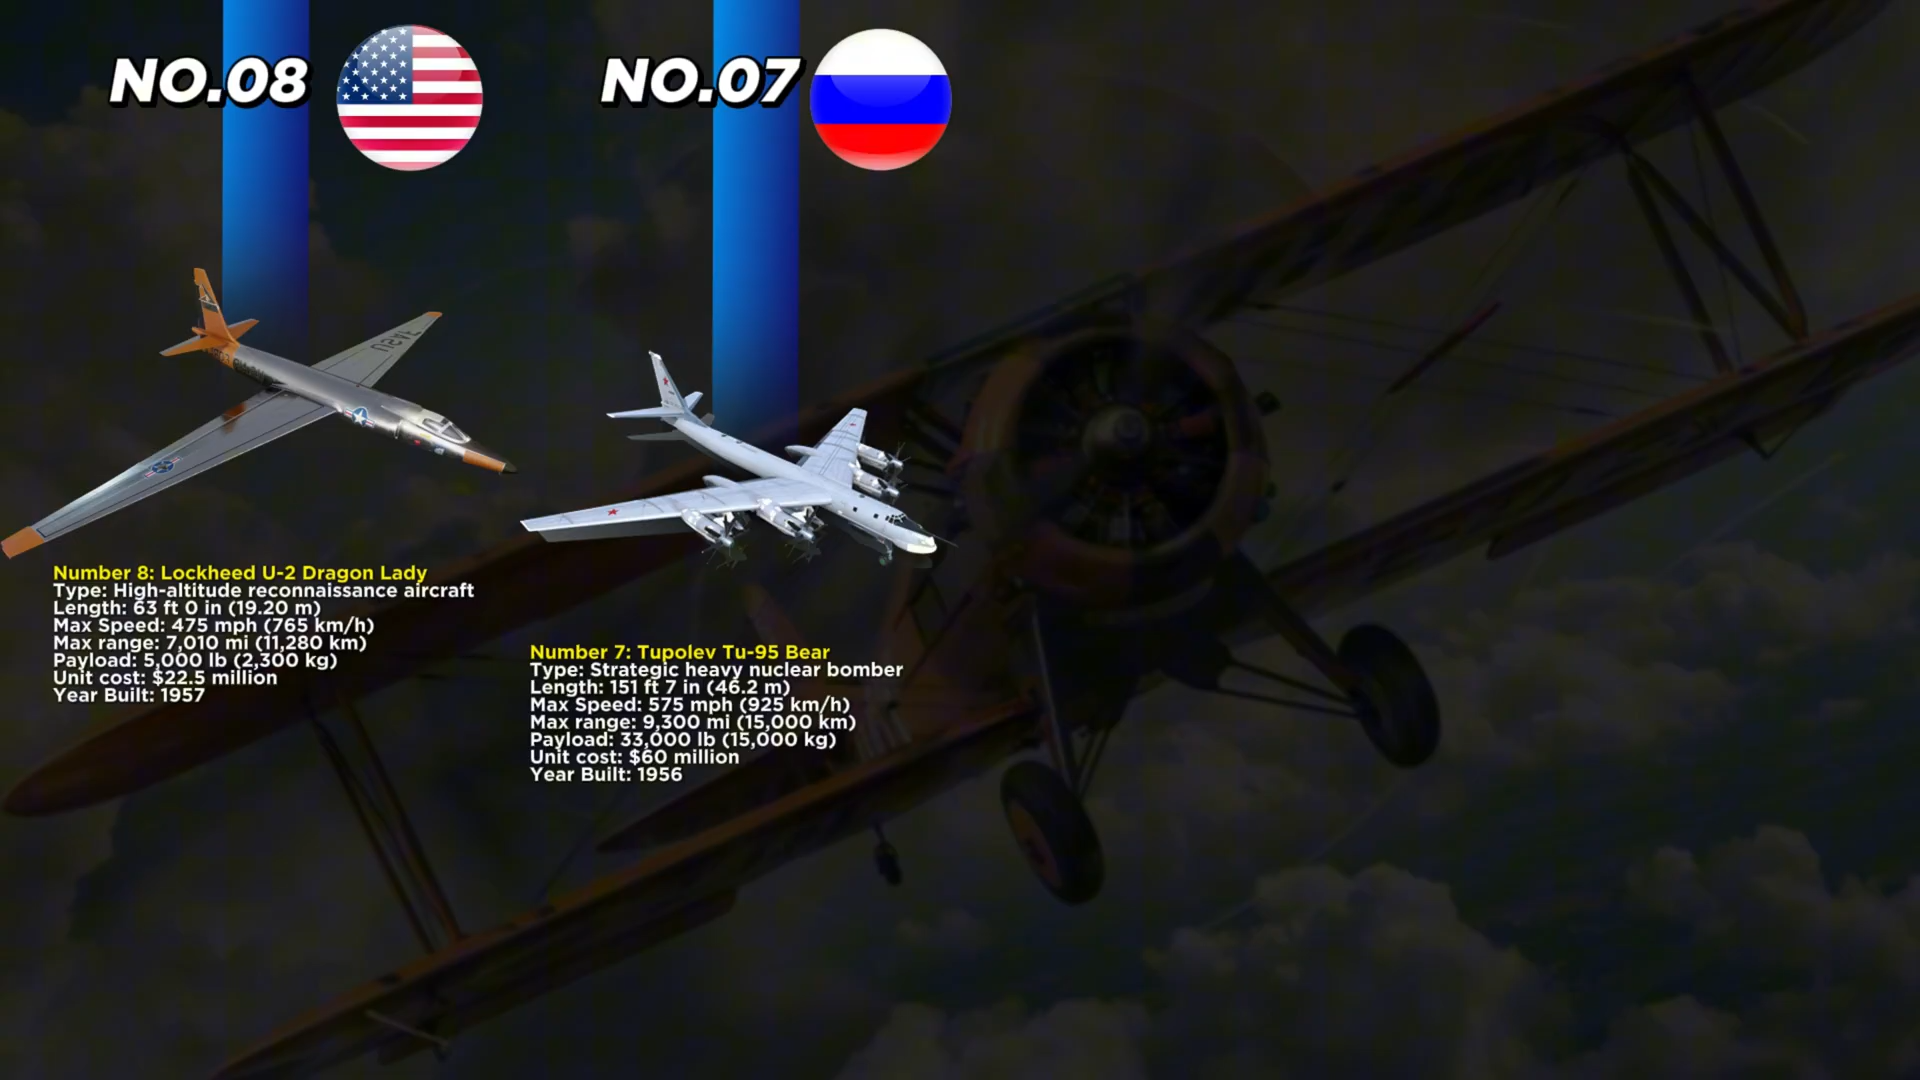 NO.08
NO.07
Number 8: Lockheed U-2 Dragon Lady
Type: High-altitude reconnaissance aircraft
Length: 63 ft 0 in (19.20 m)
Max Speed: 475 mph (765 km/h)
Max range: 7,010 mi (11,280 km)
Payload: 5,000 lb (2,300 kg)
Unit cost: $22.5 million
Year Built: 1957
Number 7: Tupolev Tu-95 Bear
Type: Strategic heavy nuclear bomber
Length: 151 ft 7 in (46.2 m)
Max Speed: 575 mph (925 km/h)
Max range: 9,300 mi (15,000 km)
Payload: 33,000 lb (15,000 kg)
Unit cost: $60 million
Year Built: 1956